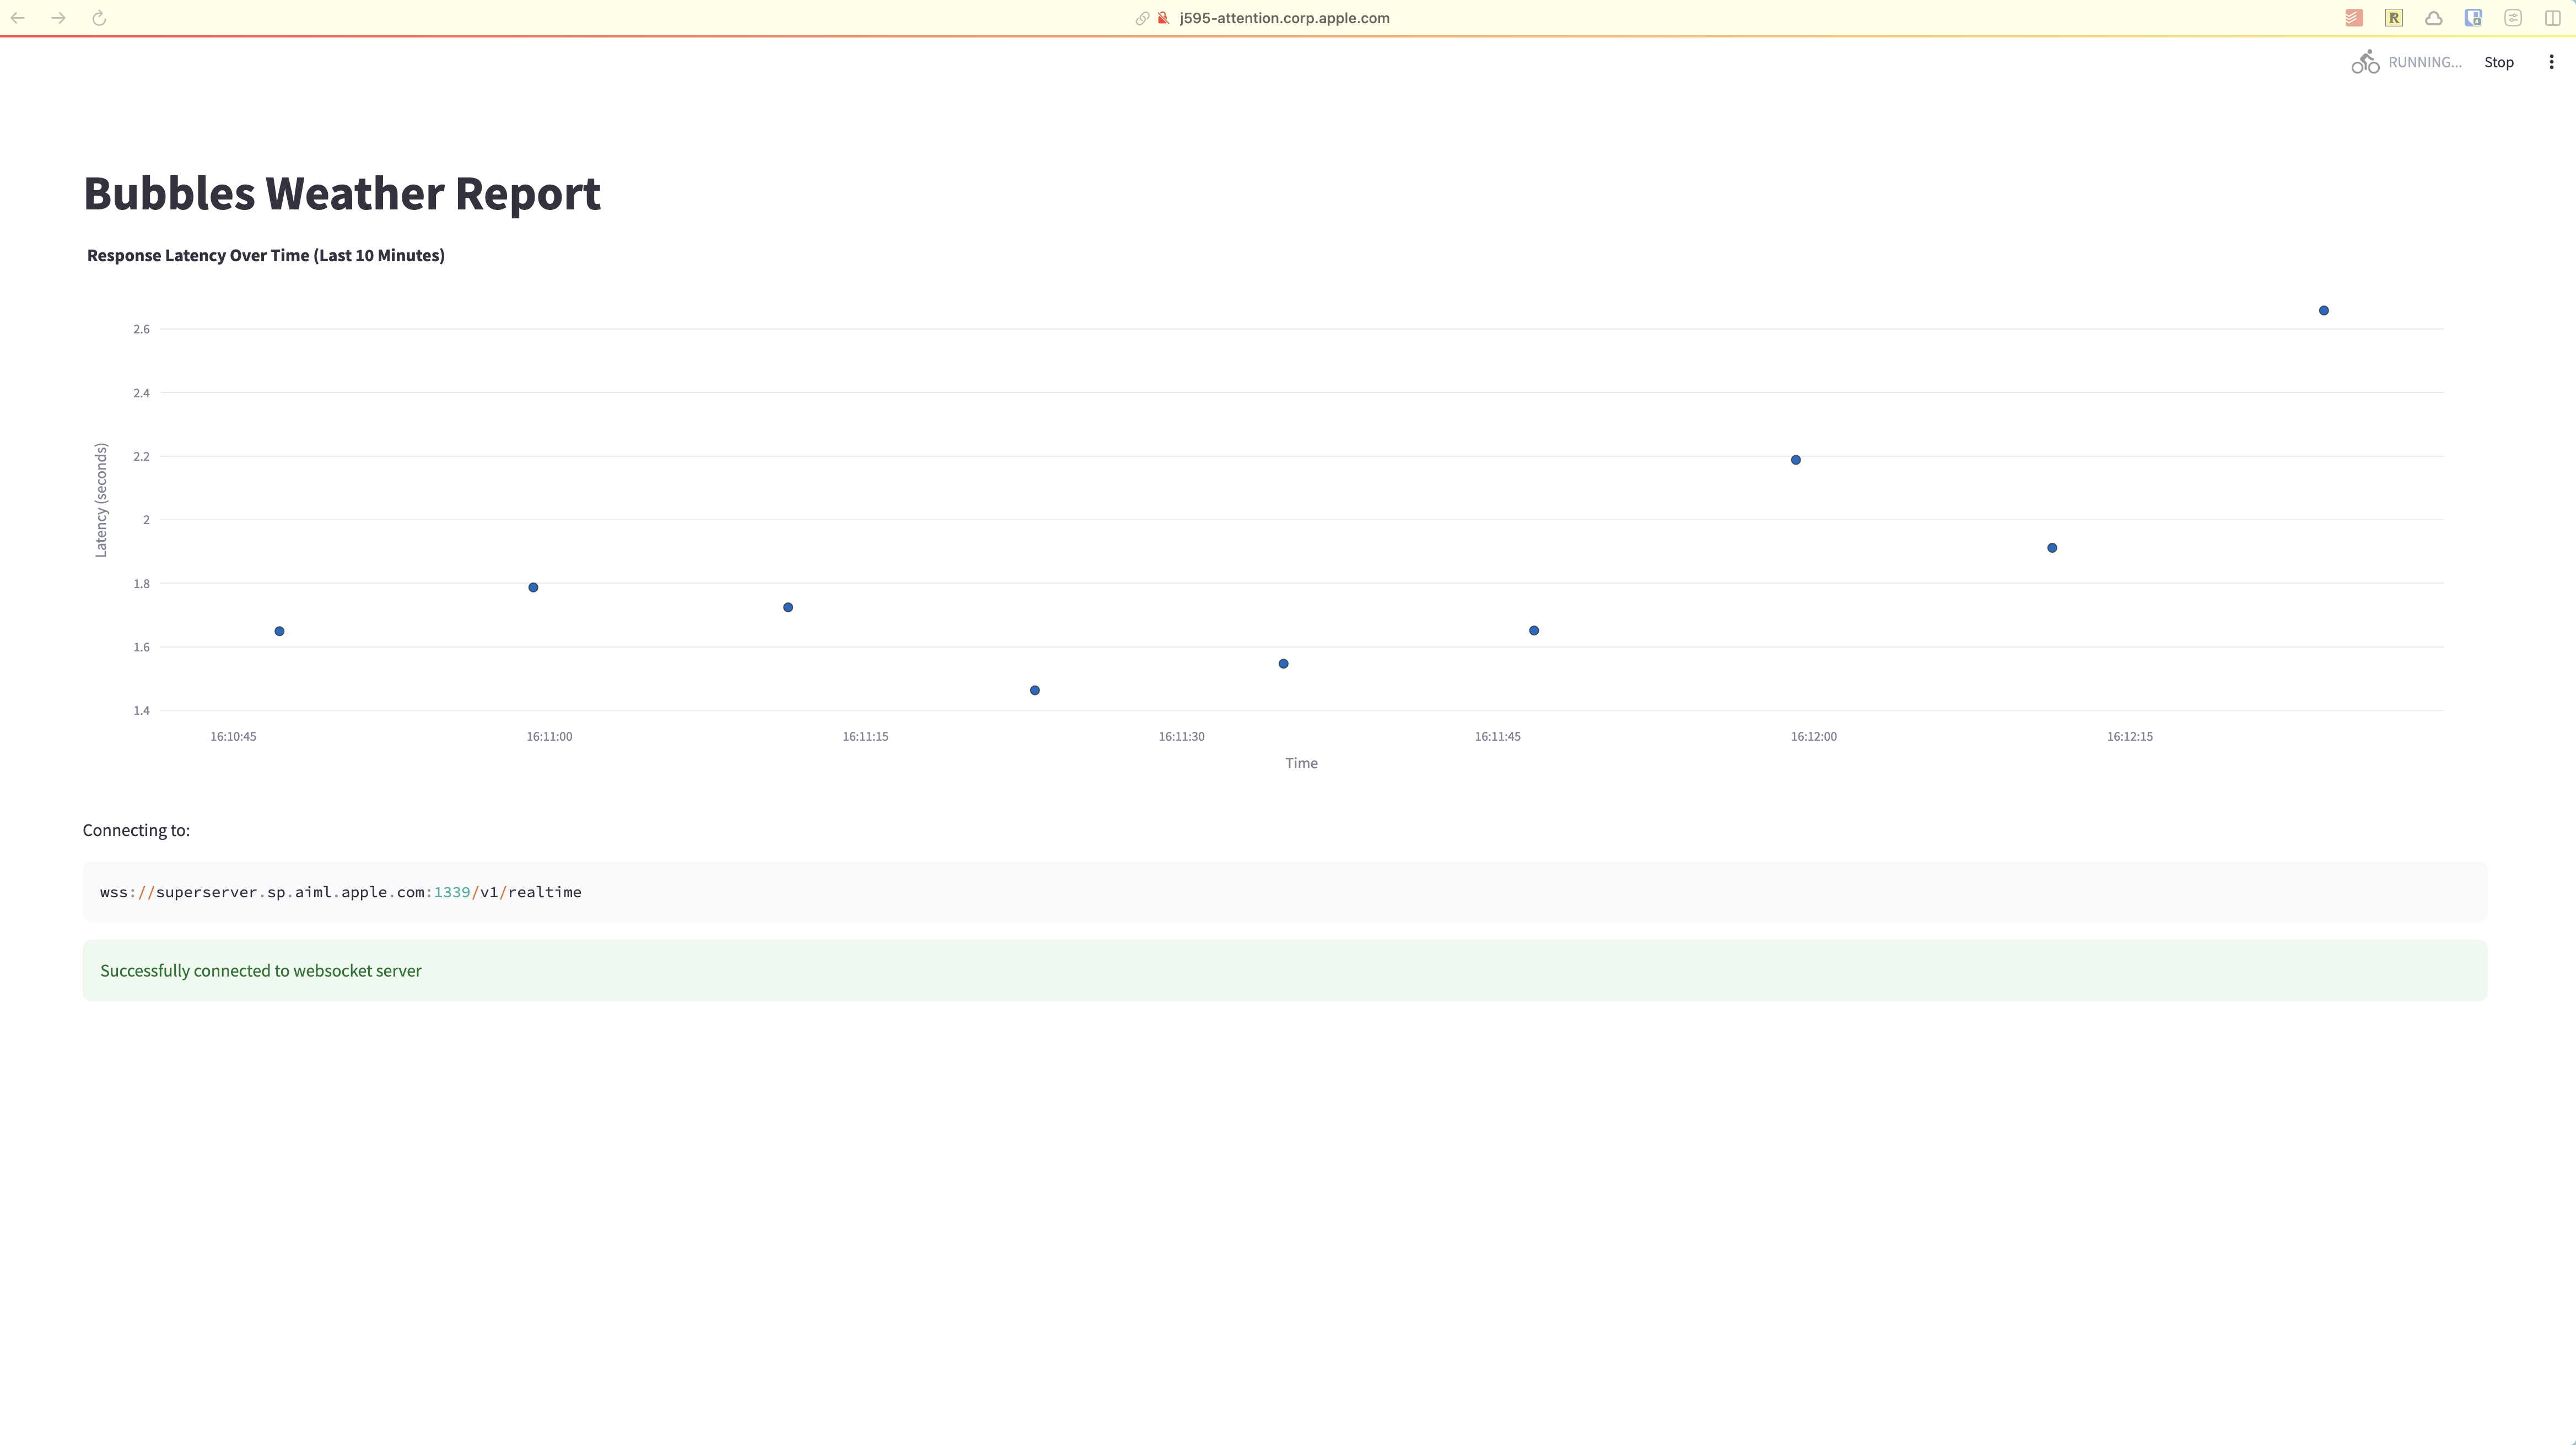 j595-attention.corp.apple.com
R
RUNNING...
Stop
Bubbles Weather Report
Response Latency Over Time (Last 10 Minutes)
2.6
2.4
2.2
2
1.8
1.6
1.4
Latency (seconds)
16:10:45
16:11:00
16:11:15
16:11:30
16:11:45
16:12:00
16:12:15
Time
Connecting to:
wss://superserver.sp.aiml.apple.com:1339/v1/realtime
Successfully connected to websocket server